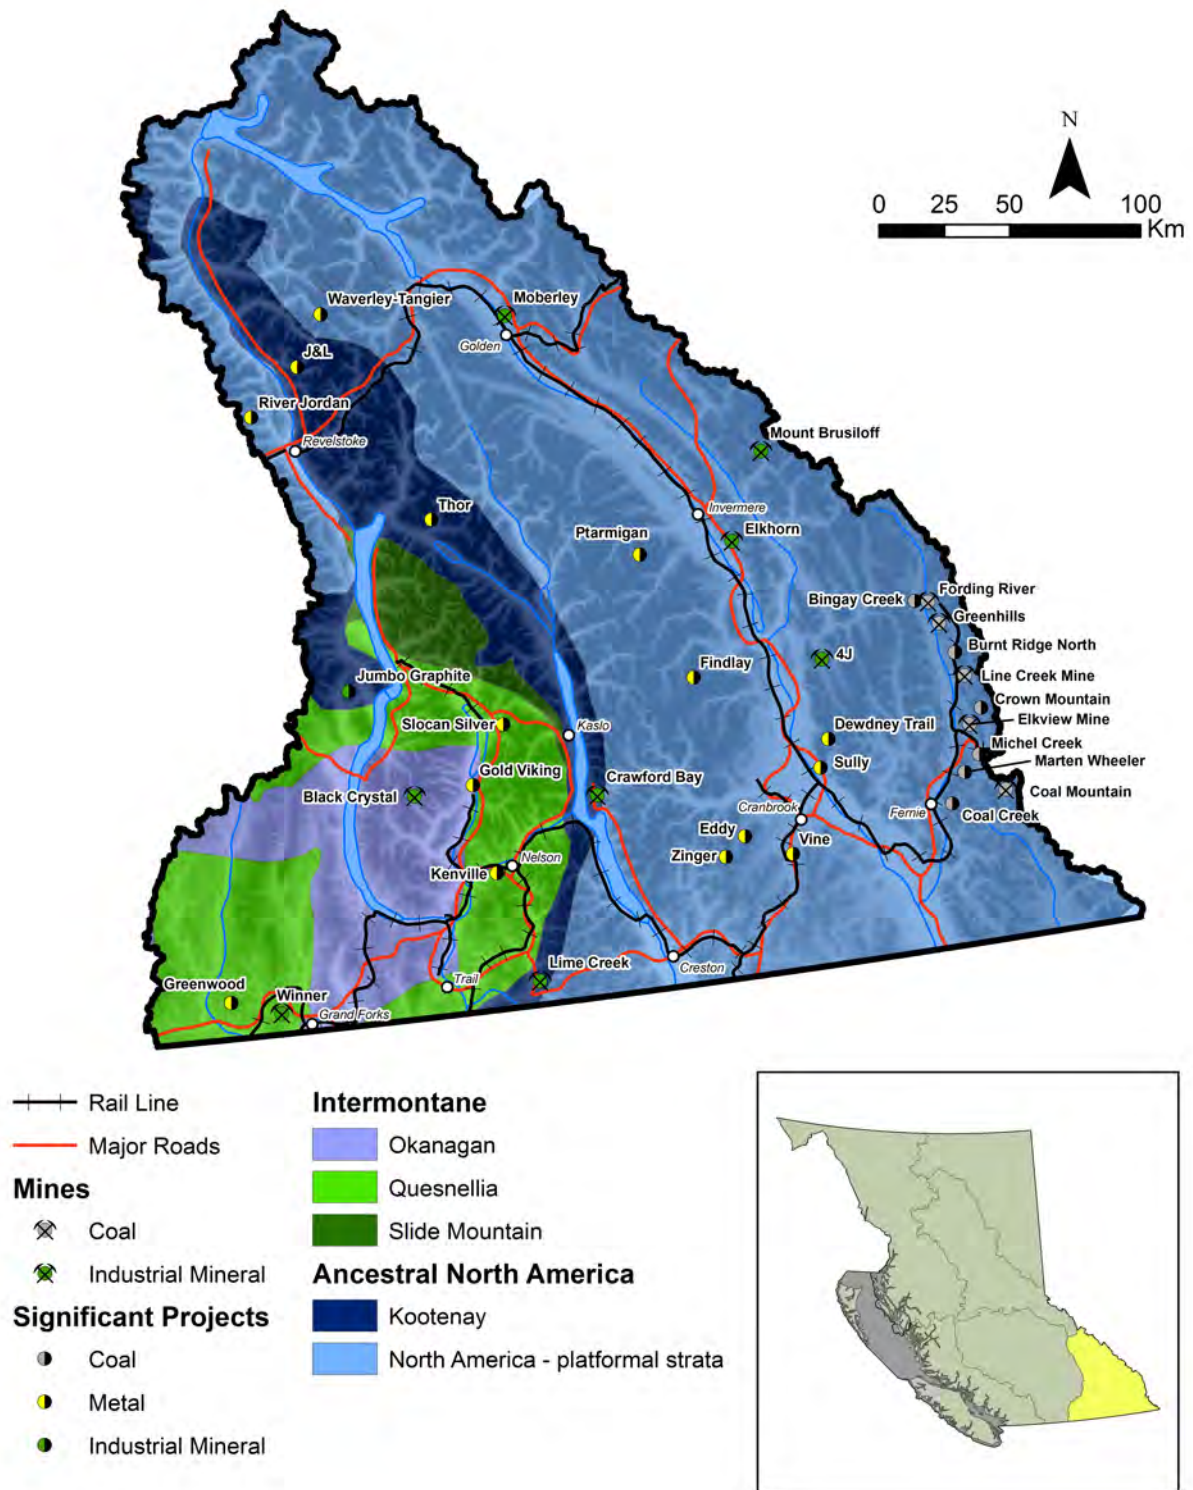 N
0 25 50 100
Km
Waverley-Tangier
Moberley
Golden
J&L
River Jordan
Revelstoke
Mount Brusiloff
Thor
Invermere
Elkhorn
Ptarmigan
Fording River
Bingay Creek
Greenhills
Burnt Ridge North
4J
Findlay
Line Creek Mine
Jumbo Graphite
Crown Mountain
Slocan Silver
Kaslo
Dewdney Trail
Elkview Mine
Michel Creek
Marten Wheeler
Sully
Gold Viking
Crawford Bay
Black Crystal
Coal Mountain
Cranbrook
Fernie
Coal Creek
Eddy
Vine
Zinger
Nelson
Kenville
Lime Creek
Creston
Trail
Greenwood
Winner
Grand Forks
Rail Line
Major Roads
Mines
Coal
Industrial Mineral
Significant Projects
Coal
Metal
Industrial Mineral
Intermontane
Okanagan
Quesnellia
Slide Mountain
Ancestral North America
Kootenay
North America - platformal strata